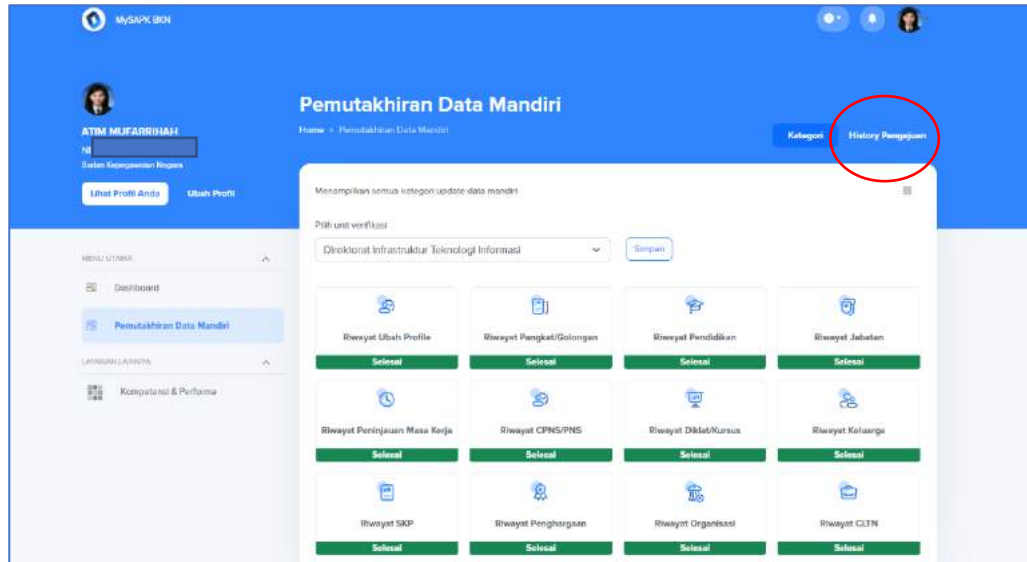 MySAPK BKN
Pemutakhiran Data Mandiri
Home > Pemutakhiran Data Mandiri
Kategori
History Pengajuan
ATIM MUFARRIHAH
Badan Kepegawaian Negara
Lihat Profil Anda
Ubah Profil
Menampilkan semua kategori update data mandiri
Pilih unit verifikasi
Direktorat Infrastruktur Teknologi Informasi
Simpan
MENU UTAMA
Dashboard
Pemutakhiran Data Mandiri
LAYANAN LAINNYA
Kompetensi & Performa
Riwayat Ubah Profile
Riwayat Pangkat/Golongan
Riwayat Pendidikan
Riwayat Jabatan
Selesai
Selesai
Selesai
Selesai
Riwayat Peninjauan Masa Kerja
Riwayat CPNS/PNS
Riwayat Diklat/Kursus
Riwayat Keluarga
Selesai
Selesai
Selesai
Selesai
Riwayat SKP
Riwayat Penghargaan
Riwayat Organisasi
Riwayat CLTN
Selesai
Selesai
Selesai
Selesai